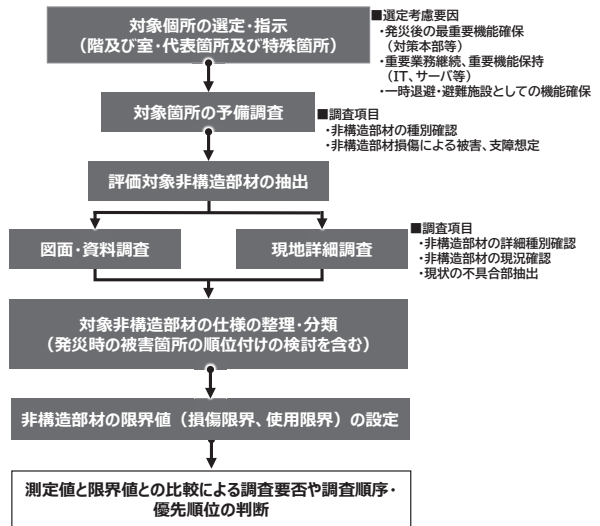 対象個所の選定・指示
（階及び室・代表箇所及び特殊箇所）
■選定考慮要因
・発災後の最重要機能確保
（対策本部等）
・重要業務継続、重要機能保持
（IT、サーバ等）
・一時退避・避難施設としての機能確保
対象箇所の予備調査
■調査項目
・非構造部材の種別確認
・非構造部材損傷による被害、支障想定
評価対象非構造部材の抽出
図面・資料調査
現地詳細調査
■調査項目
・非構造部材の詳細種別確認
・非構造部材の現況確認
・現状の不具合部抽出
対象非構造部材の仕様の整理・分類
（発災時の被害箇所の順位付けの検討を含む）
非構造部材の限界値（損傷限界、使用限界）の設定
測定値と限界値との比較による調査要否や調査順序・
優先順位の判断